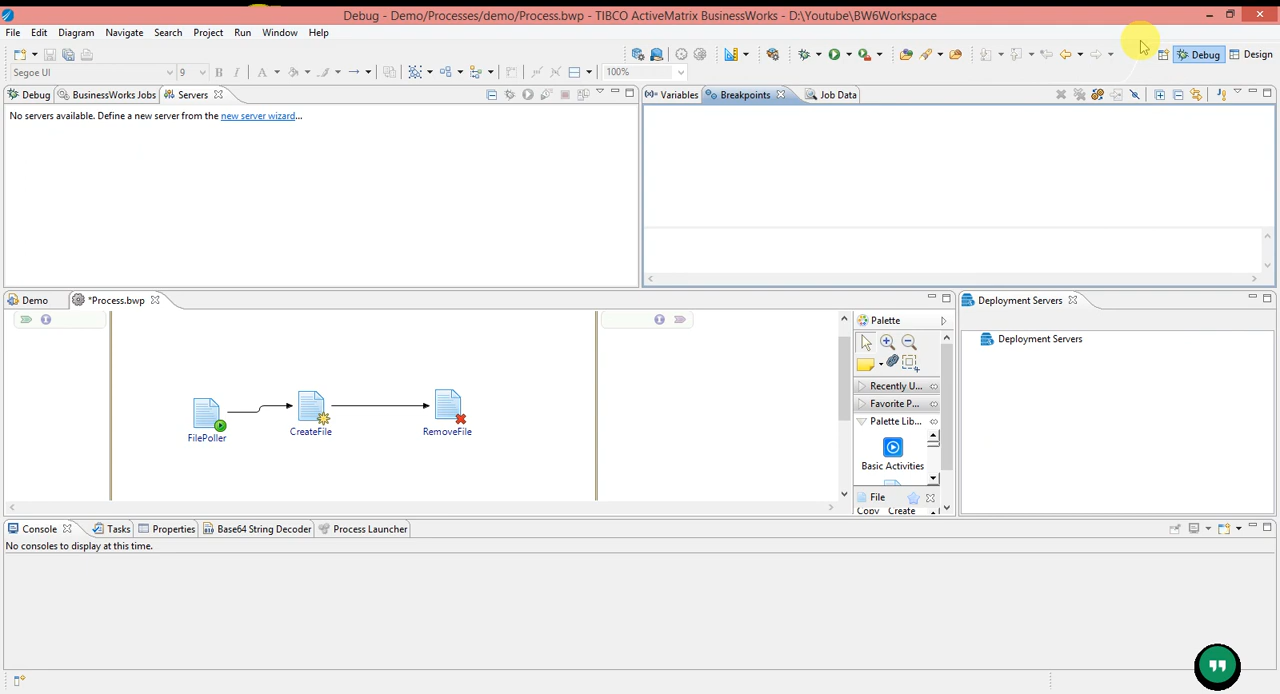 Debug - Demo/Processes/demo/Process.bwp - TIBCO ActiveMatrix BusinessWorks - D:\Youtube\BW6Workspace
File Edit Diagram Navigate Search Project Run Window Help
Debug Design
Segoe UI 9 B I A 100%
Debug BusinessWorks Jobs Servers
No servers available. Define a new server from the new server wizard...
Variables Breakpoints Job Data
Demo *Process.bwp
FilePoller CreateFile RemoveFile
Palette
Recently U...
Favorite P...
Palette Lib...
Basic Activities
File
Copy Create
Deployment Servers
Deployment Servers
Console Tasks Properties Base64 String Decoder Process Launcher
No consoles to display at this time.